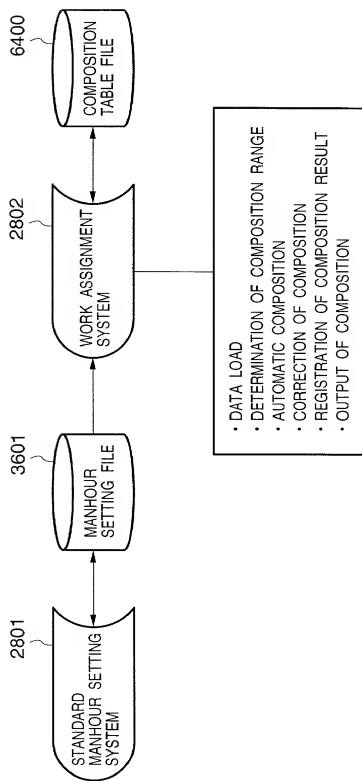 2801
STANDARD
MANHOUR SETTING
SYSTEM
3601
MANHOUR
SETTING FILE
2802
WORK ASSIGNMENT
SYSTEM
6400
COMPOSITION
TABLE FILE
· DATA LOAD
· DETERMINATION OF COMPOSITION RANGE
· AUTOMATIC COMPOSITION
· CORRECTION OF COMPOSITION
· REGISTRATION OF COMPOSITION RESULT
· OUTPUT OF COMPOSITION